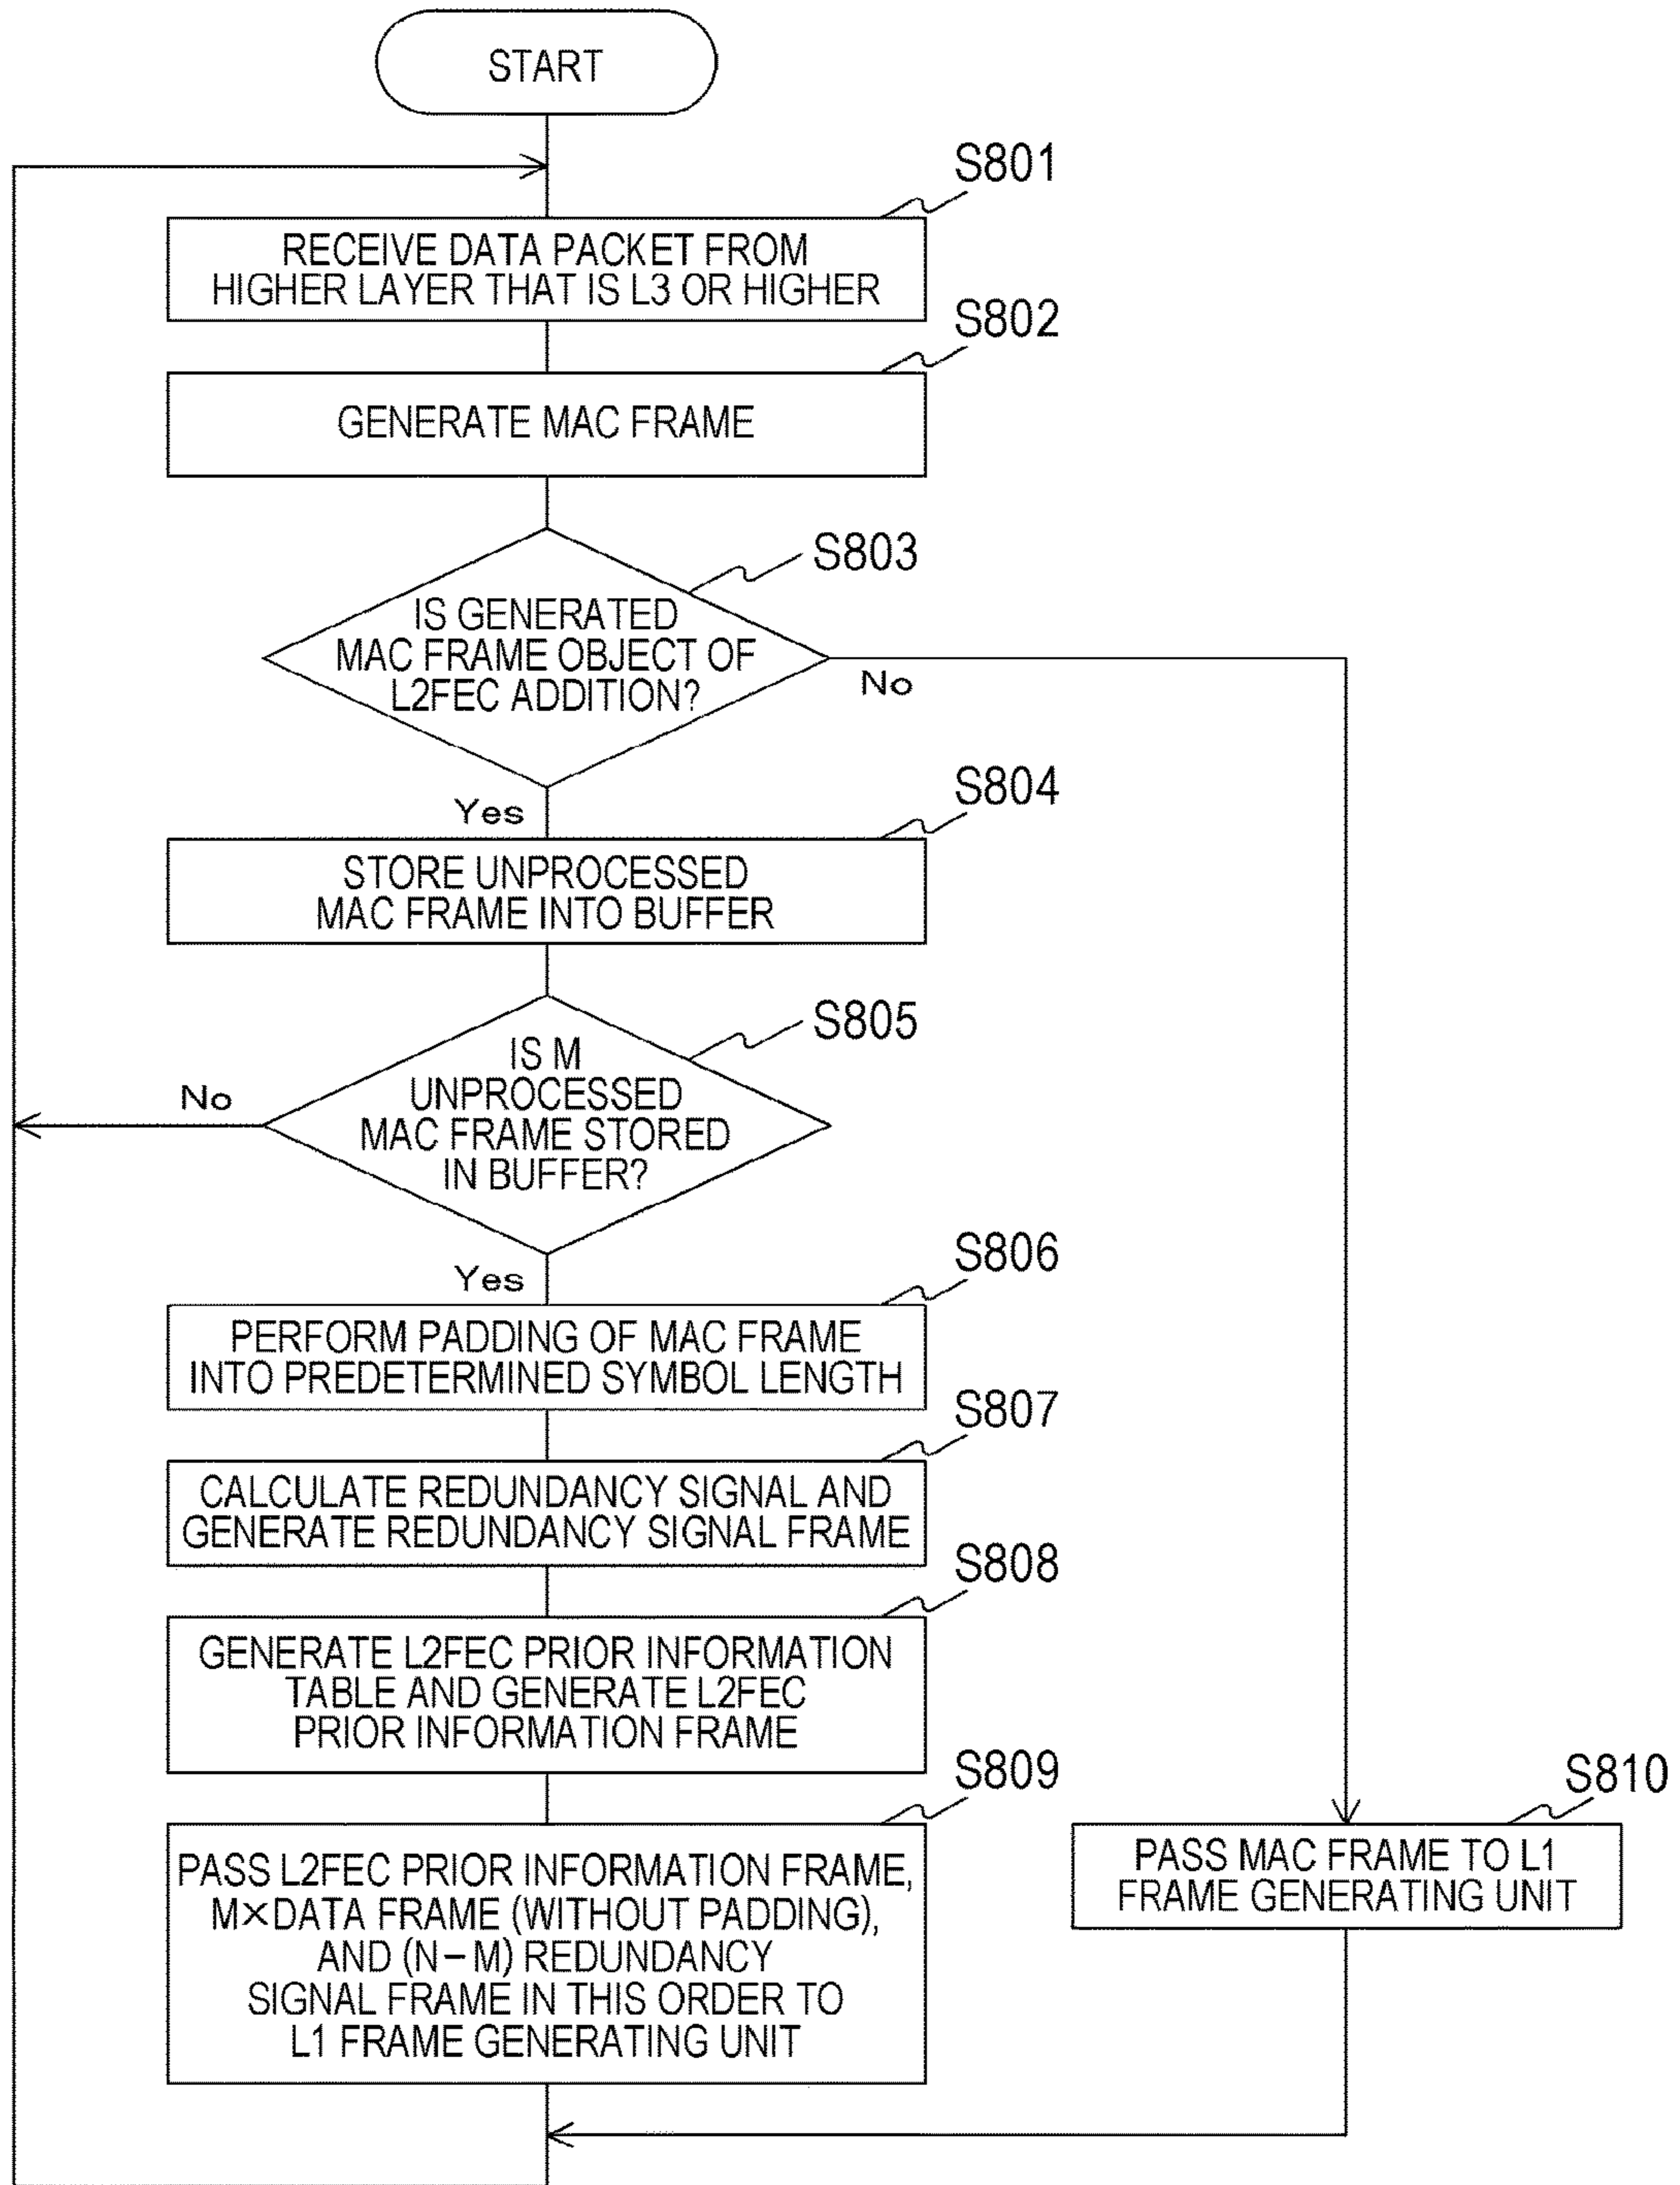 START
S801
RECEIVE DATA PACKET FROM
HIGHER LAYER THAT IS L3 OR HIGHER
S802
GENERATE MAC FRAME
S803
IS GENERATED
MAC FRAME OBJECT OF
L2FEC ADDITION?
No
Yes
S804
STORE UNPROCESSED
MAC FRAME INTO BUFFER
S805
IS M
UNPROCESSED
MAC FRAME STORED
IN BUFFER?
No
Yes
S806
PERFORM PADDING OF MAC FRAME
INTO PREDETERMINED SYMBOL LENGTH
S807
CALCULATE REDUNDANCY SIGNAL AND
GENERATE REDUNDANCY SIGNAL FRAME
S808
GENERATE L2FEC PRIOR INFORMATION
TABLE AND GENERATE L2FEC
PRIOR INFORMATION FRAME
S809
PASS L2FEC PRIOR INFORMATION FRAME,
M×DATA FRAME (WITHOUT PADDING),
AND (N−M) REDUNDANCY
SIGNAL FRAME IN THIS ORDER TO
L1 FRAME GENERATING UNIT
S810
PASS MAC FRAME TO L1
FRAME GENERATING UNIT